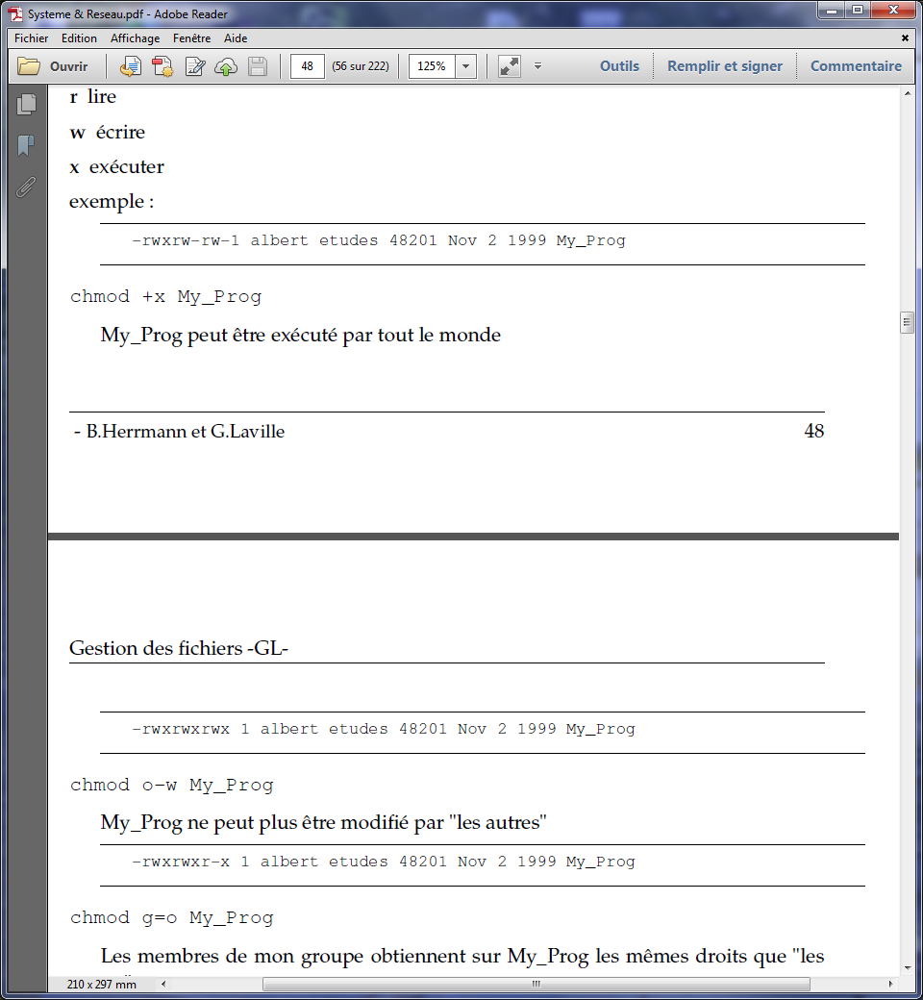 Systeme & Reseau.pdf - Adobe Reader
Fichier Edition Affichage Fenêtre Aide
Ouvrir 48 (56 sur 222) 125% Outils Remplir et signer Commentaire
r lire
w écrire
x exécuter
exemple :
-rwxrw-rw-1 albert etudes 48201 Nov 2 1999 My_Prog
chmod +x My_Prog
My_Prog peut être exécuté par tout le monde
- B.Herrmann et G.Laville 48
Gestion des fichiers -GL-
-rwxrwxrwx 1 albert etudes 48201 Nov 2 1999 My_Prog
chmod o-w My_Prog
My_Prog ne peut plus être modifié par "les autres"
-rwxrwxr-x 1 albert etudes 48201 Nov 2 1999 My_Prog
chmod g=o My_Prog
Les membres de mon groupe obtiennent sur My_Prog les mêmes droits que "les
210 x 297 mm